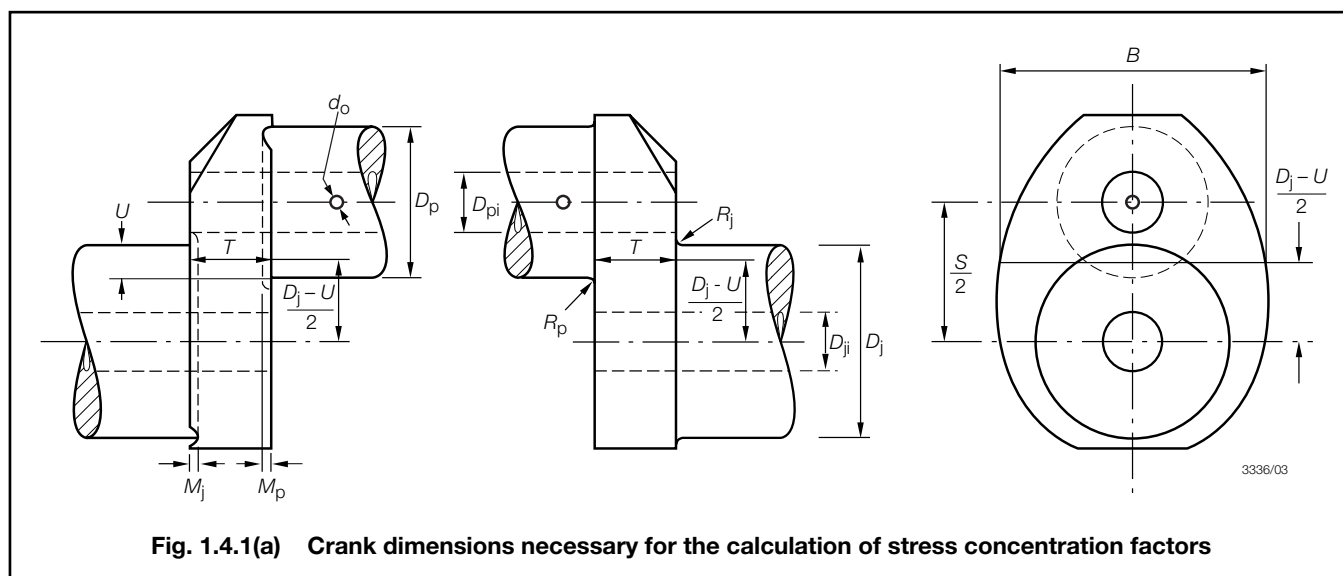 d₀
U
T
D_j – U
2
D_p
M_j
M_p
D_pi
T
R_j
D_j - U
2
R_p
D_ji
D_j
B
D_j – U
2
S
2
3336/03
Fig. 1.4.1(a) Crank dimensions necessary for the calculation of stress concentration factors